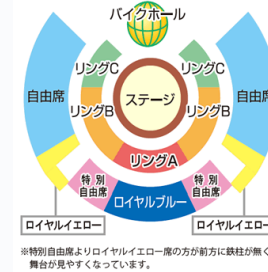 バイクホール
リングC
リングC
自由席
ステージ
自由席
リングB
リングB
リングA
特別
自由席
特別
自由席
ロイヤルブルー
ロイヤルイエロー
ロイヤルイエロー
※特別自由席よりロイヤルイエロー席の方が前方に鉄柱が無く
舞台が見やすくなっています。